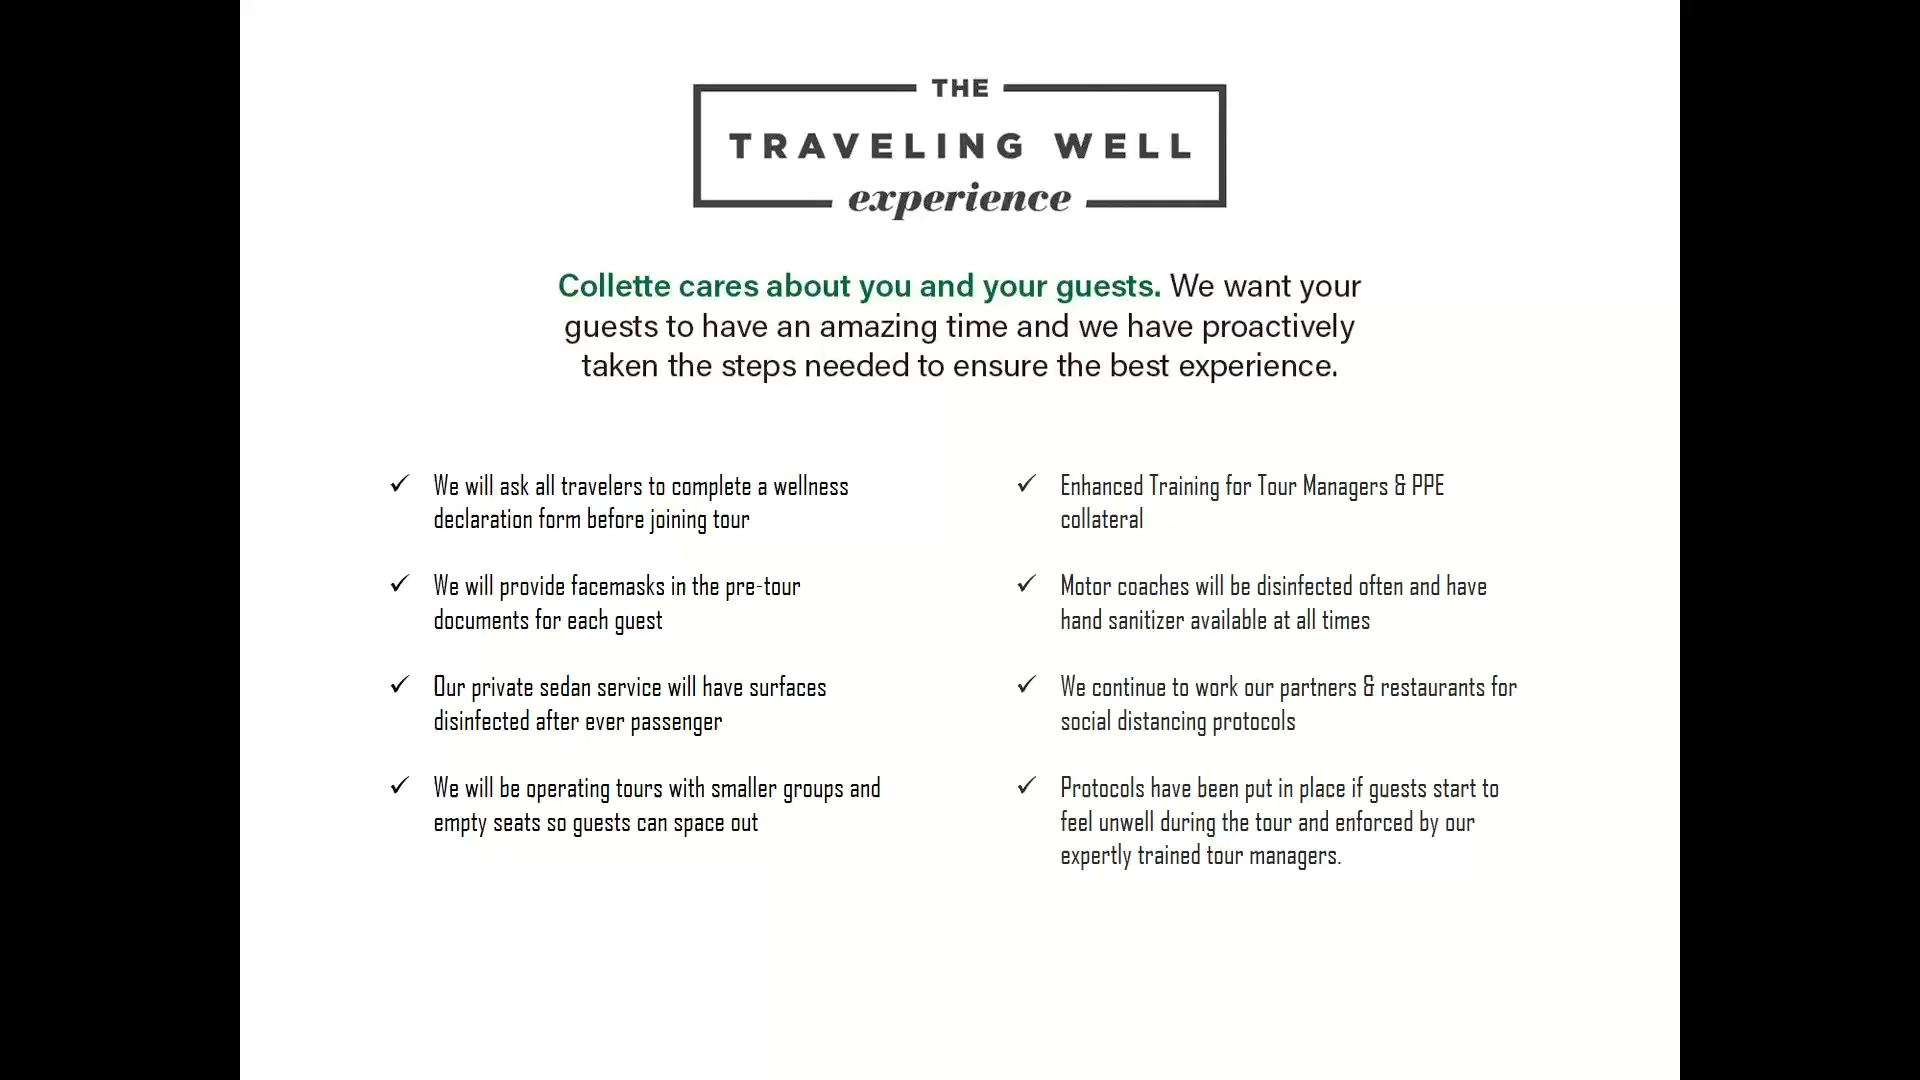 THE
TRAVELING WELL
experience
Collette cares about you and your guests. We want your
guests to have an amazing time and we have proactively
taken the steps needed to ensure the best experience.
✓ We will ask all travelers to complete a wellness
declaration form before joining tour
✓ We will provide facemasks in the pre-tour
documents for each guest
✓ Our private sedan service will have surfaces
disinfected after ever passenger
✓ We will be operating tours with smaller groups and
empty seats so guests can space out
✓ Enhanced Training for Tour Managers & PPE
collateral
✓ Motor coaches will be disinfected often and have
hand sanitizer available at all times
✓ We continue to work our partners & restaurants for
social distancing protocols
✓ Protocols have been put in place if guests start to
feel unwell during the tour and enforced by our
expertly trained tour managers.